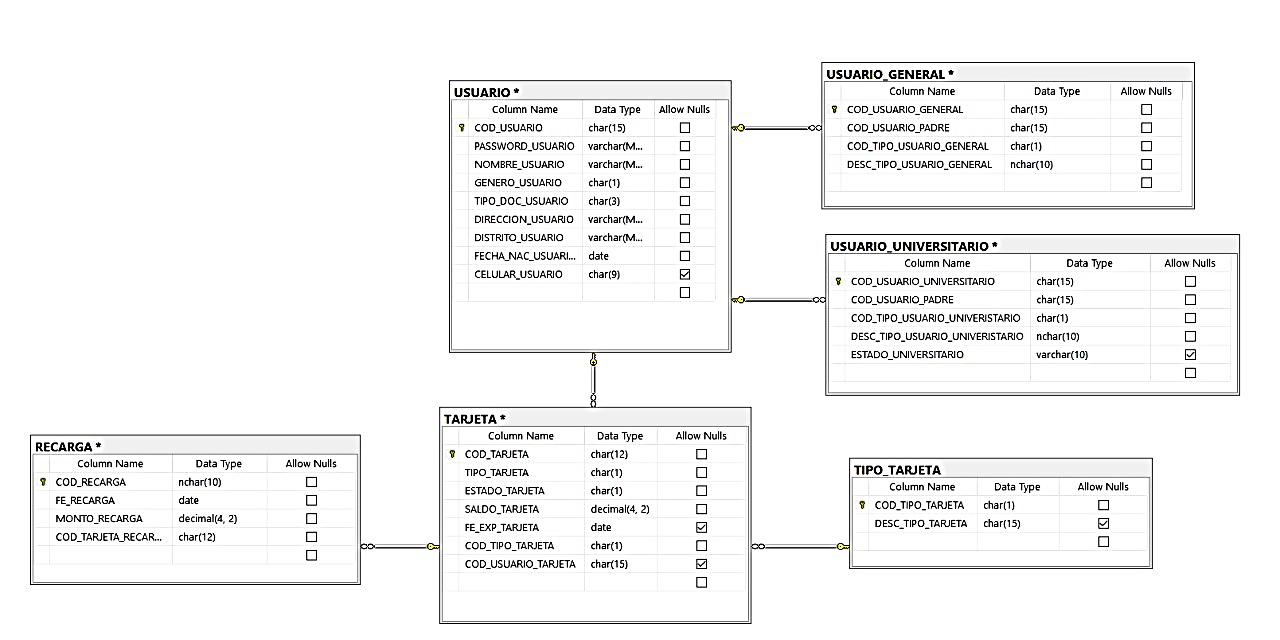 USUARIO *
Column Name Data Type Allow Nulls
COD_USUARIO char(15)
PASSWORD_USUARIO varchar(M...
NOMBRE_USUARIO varchar(M...
GENERO_USUARIO char(1)
TIPO_DOC_USUARIO char(3)
DIRECCION_USUARIO varchar(M...
DISTRITO_USUARIO varchar(M...
FECHA_NAC_USUARI... date
CELULAR_USUARIO char(9)
USUARIO_GENERAL *
Column Name Data Type Allow Nulls
COD_USUARIO_GENERAL char(15)
COD_USUARIO_PADRE char(15)
COD_TIPO_USUARIO_GENERAL char(1)
DESC_TIPO_USUARIO_GENERAL nchar(10)
USUARIO_UNIVERSITARIO *
Column Name Data Type Allow Nulls
COD_USUARIO_UNIVERSITARIO char(15)
COD_USUARIO_PADRE char(15)
COD_TIPO_USUARIO_UNIVERISTARIO char(1)
DESC_TIPO_USUARIO_UNIVERISTARIO nchar(10)
ESTADO_UNIVERSITARIO varchar(10)
RECARGA *
Column Name Data Type Allow Nulls
COD_RECARGA nchar(10)
FE_RECARGA date
MONTO_RECARGA decimal(4, 2)
COD_TARJETA_RECAR... char(12)
TARJETA *
Column Name Data Type Allow Nulls
COD_TARJETA char(12)
TIPO_TARJETA char(1)
ESTADO_TARJETA char(1)
SALDO_TARJETA decimal(4, 2)
FE_EXP_TARJETA date
COD_TIPO_TARJETA char(1)
COD_USUARIO_TARJETA char(15)
TIPO_TARJETA
Column Name Data Type Allow Nulls
COD_TIPO_TARJETA char(1)
DESC_TIPO_TARJETA char(15)